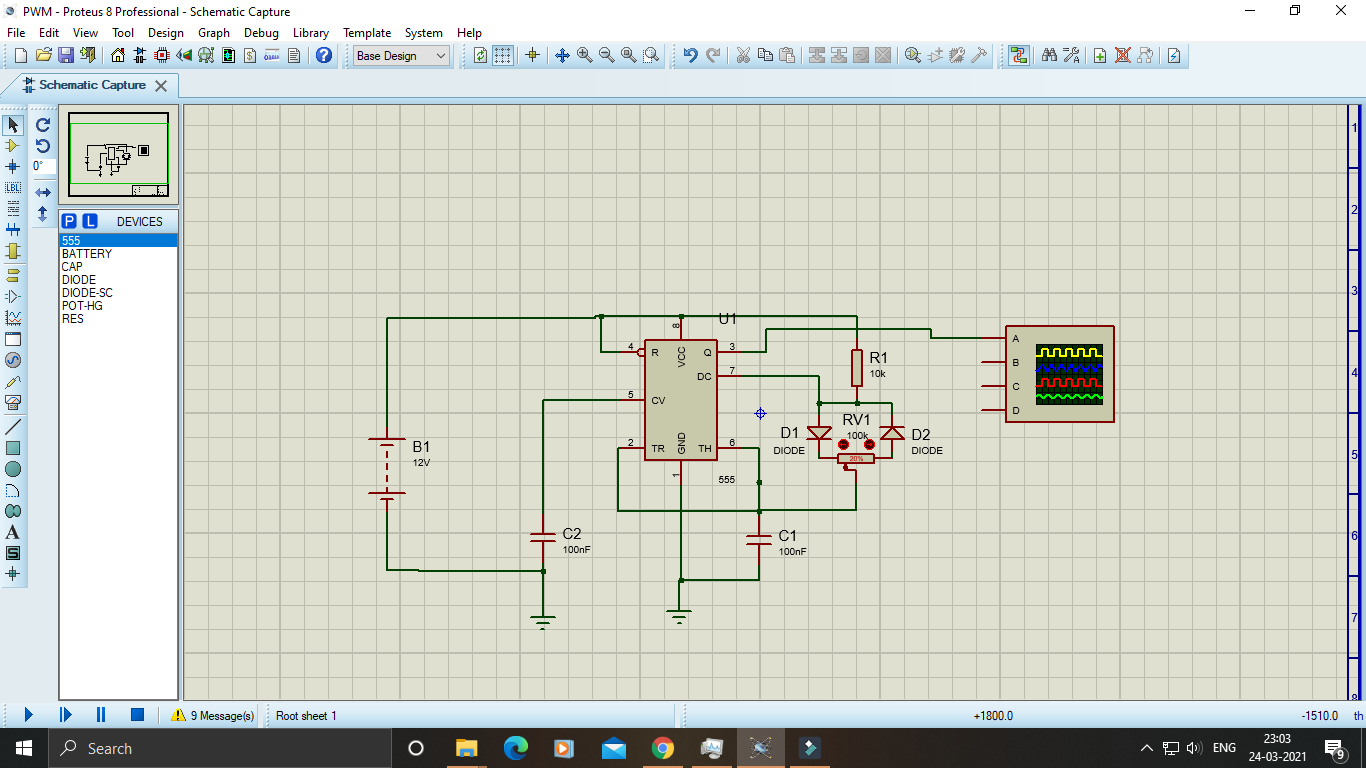 PWM - Proteus 8 Professional - Schematic Capture
File Edit View Tool Design Graph Debug Library Template System Help
Base Design
Schematic Capture
0°
LBL
P L DEVICES
555
BATTERY
CAP
DIODE
DIODE-SC
POT-HG
RES
A
S
1
2
3
4
5
6
7
8
U1
8
4
R
VCC
Q
3
DC
7
5
CV
2
TR
GND
TH
6
1
555
B1
12V
C2
100nF
C1
100nF
R1
10k
RV1
100k
20%
D1
DIODE
D2
DIODE
A
B
C
D
9 Message(s)
Root sheet 1
+1800.0
-1510.0
th
Search
ENG
23:03
24-03-2021
9